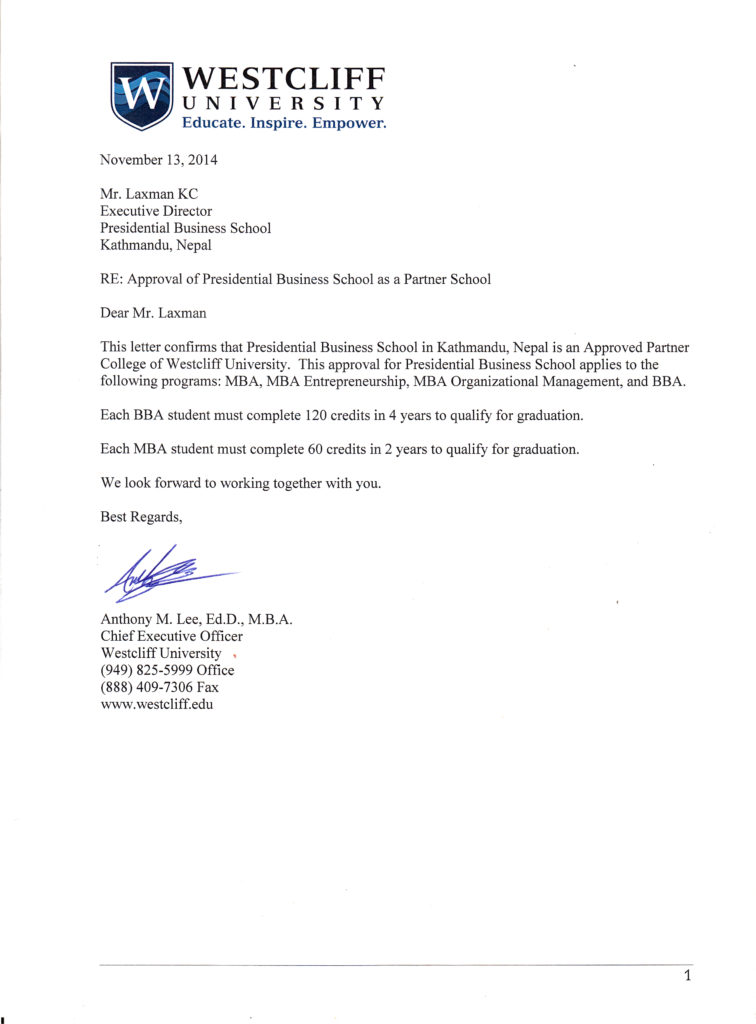 W WESTCLIFF
UNIVERSITY
Educate. Inspire. Empower.
November 13, 2014
Mr. Laxman KC
Executive Director
Presidential Business School
Kathmandu, Nepal
RE: Approval of Presidential Business School as a Partner School
Dear Mr. Laxman
This letter confirms that Presidential Business School in Kathmandu, Nepal is an Approved Partner
College of Westcliff University.  This approval for Presidential Business School applies to the
following programs: MBA, MBA Entrepreneurship, MBA Organizational Management, and BBA.
Each BBA student must complete 120 credits in 4 years to qualify for graduation.
Each MBA student must complete 60 credits in 2 years to qualify for graduation.
We look forward to working together with you.
Best Regards,
Anthony M. Lee, Ed.D., M.B.A.
Chief Executive Officer
Westcliff University
(949) 825-5999 Office
(888) 409-7306 Fax
www.westcliff.edu
1